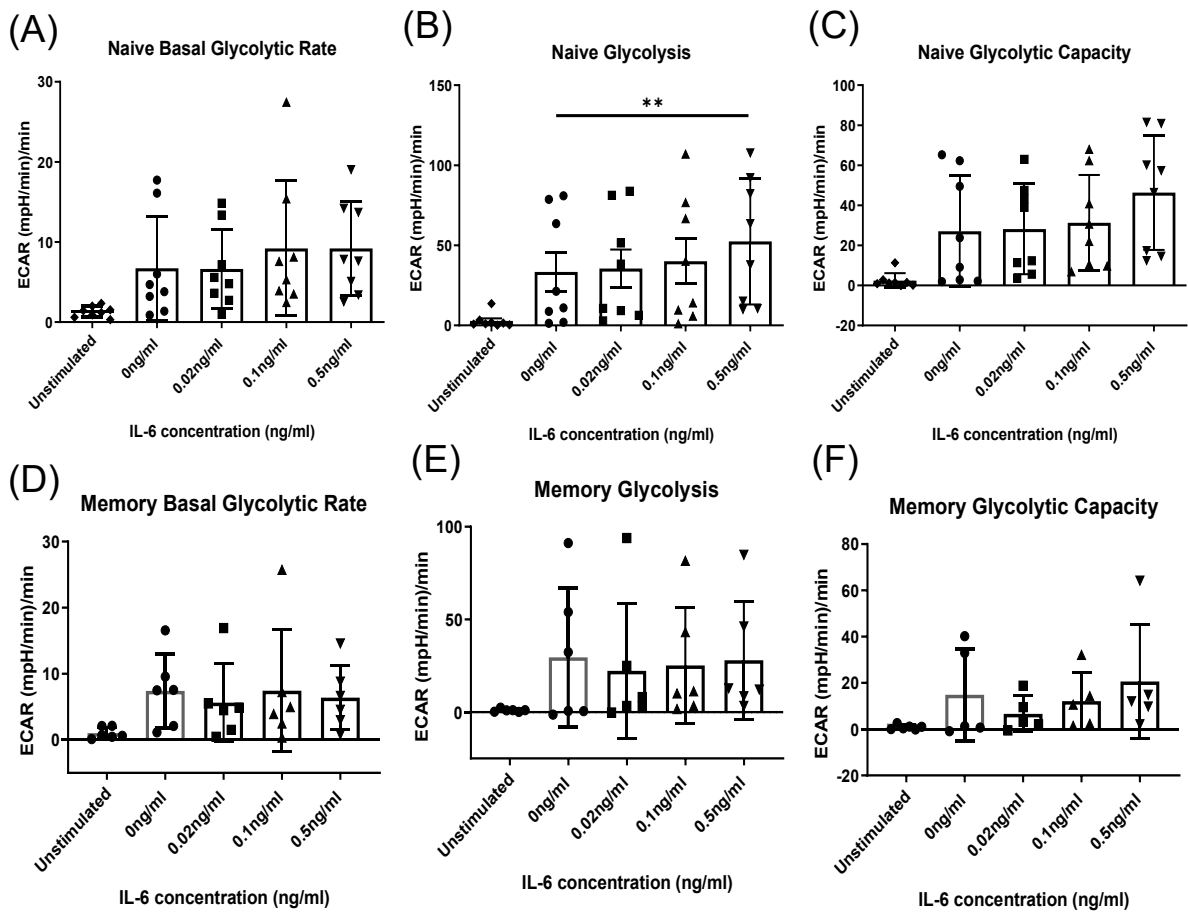 (A)
Naive Basal Glycolytic Rate
ECAR (mpH/min)/min
30
20
10
0
Unstimulated
0ng/ml
0.02ng/ml
0.1ng/ml
0.5ng/ml
IL-6 concentration (ng/ml)
(B)
Naive Glycolysis
ECAR (mpH/min)/min
150
100
50
0
**
Unstimulated
0ng/ml
0.02ng/ml
0.1ng/ml
0.5ng/ml
IL-6 concentration (ng/ml)
(C)
Naive Glycolytic Capacity
ECAR (mpH/min)/min
100
80
60
40
20
0
-20
Unstimulated
0ng/ml
0.02ng/ml
0.1ng/ml
0.5ng/ml
IL-6 concentration (ng/ml)
(D)
Memory Basal Glycolytic Rate
ECAR (mpH/min)/min
30
20
10
0
Unstimulated
0ng/ml
0.02ng/ml
0.1ng/ml
0.5ng/ml
IL-6 concentration (ng/ml)
(E)
Memory Glycolysis
ECAR (mpH/min)/min
100
50
0
Unstimulated
0ng/ml
0.02ng/ml
0.1ng/ml
0.5ng/ml
IL-6 concentration (ng/ml)
(F)
Memory Glycolytic Capacity
ECAR (mpH/min)/min
80
60
40
20
0
-20
Unstimulated
0ng/ml
0.02ng/ml
0.1ng/ml
0.5ng/ml
IL-6 concentration (ng/ml)